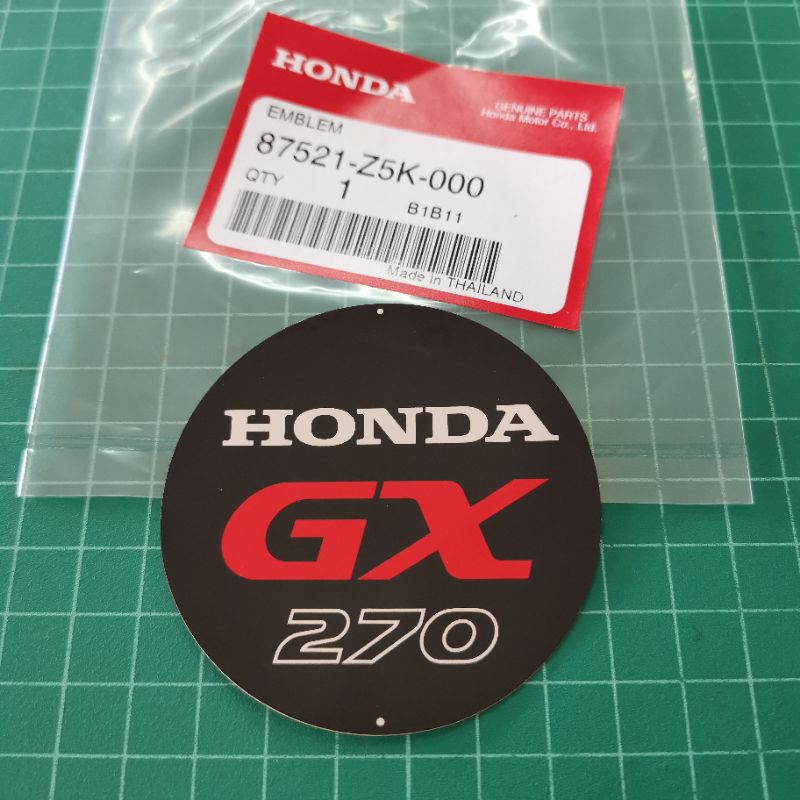 HONDA
GENUINE PARTS
Honda Motor Co., Ltd.
EMBLEM
87521-Z5K-000
QTY 1 B1B11
Made in THAILAND
HONDA
GX
270